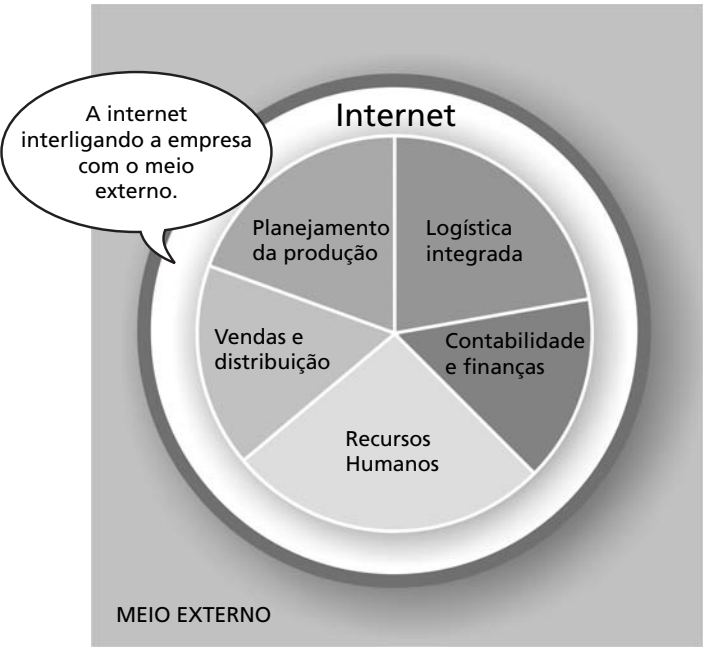 A internet
interligando a empresa
com o meio
externo.
Internet
Planejamento
da produção
Logística
integrada
Vendas e
distribuição
Contabilidade
e finanças
Recursos
Humanos
MEIO EXTERNO